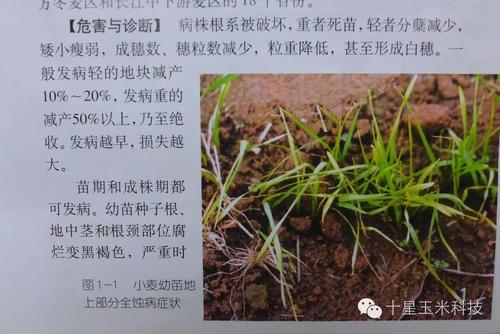 万冬麦区和长江中下游麦区的18个省份。
【危害与诊断】 病株根系被破坏，重者死苗，轻者分蘖减少，
矮小瘦弱，成穗数、穗粒数减少，粒重降低，甚至形成白穗。一
般发病轻的地块减产
10%～20%，发病重的
减产50%以上，乃至绝
收。发病越早，损失越
大。
苗期和成株期都
可发病。幼苗种子根、
地中茎和根颈部位腐
烂变黑褐色，严重时
图1-1 小麦幼苗地
上部分全蚀病症状
十星玉米科技